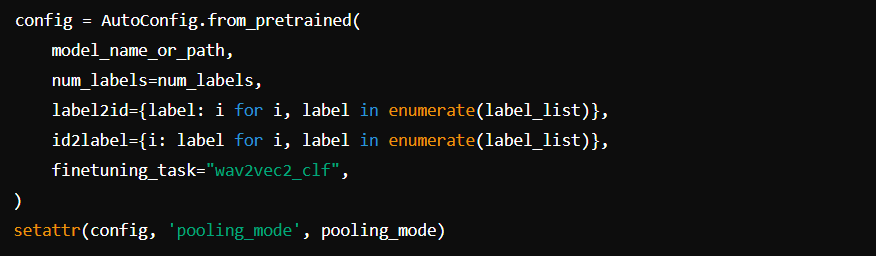 config = AutoConfig.from_pretrained(
    model_name_or_path,
    num_labels=num_labels,
    label2id={label: i for i, label in enumerate(label_list)},
    id2label={i: label for i, label in enumerate(label_list)},
    finetuning_task="wav2vec2_clf",
)
setattr(config, 'pooling_mode', pooling_mode)